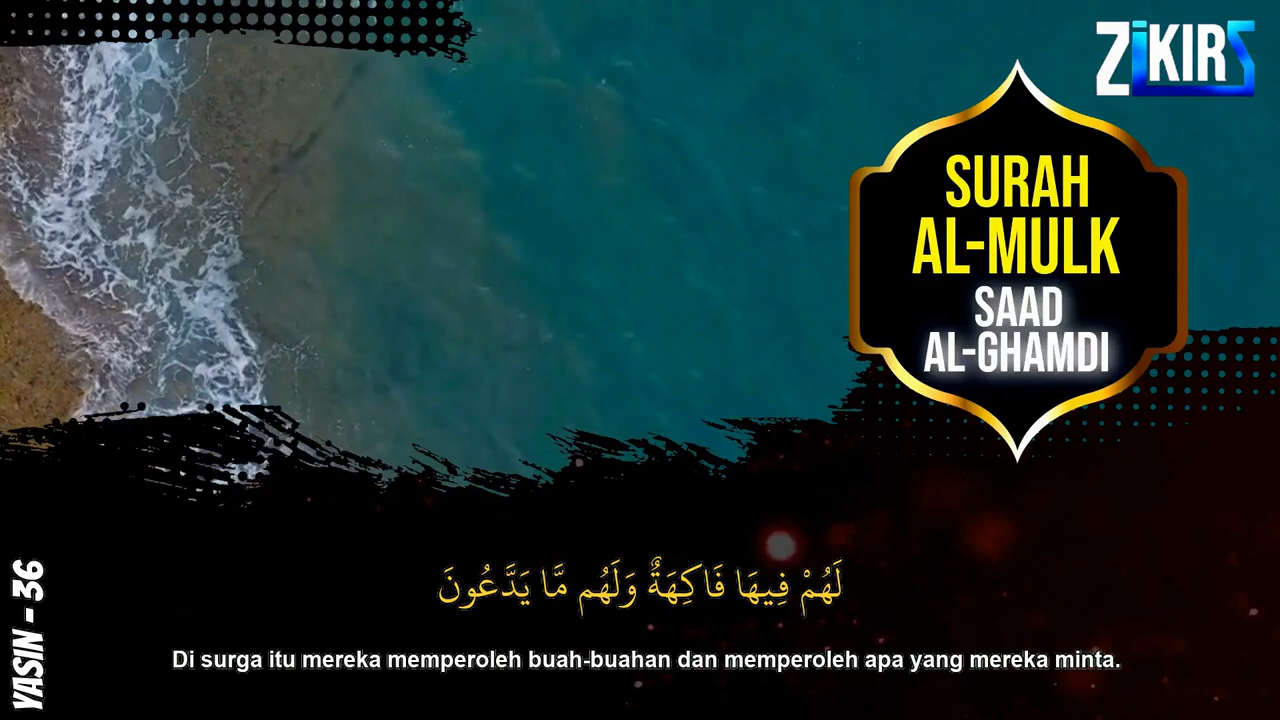 ZiKIRS
SURAH
AL-MULK
SAAD
AL-GHAMDI
YASIN - 36
لَهُمْ فِيهَا فَاكِهَةٌ وَلَهُم مَّا يَدَّعُونَ
Di surga itu mereka memperoleh buah-buahan dan memperoleh apa yang mereka minta.